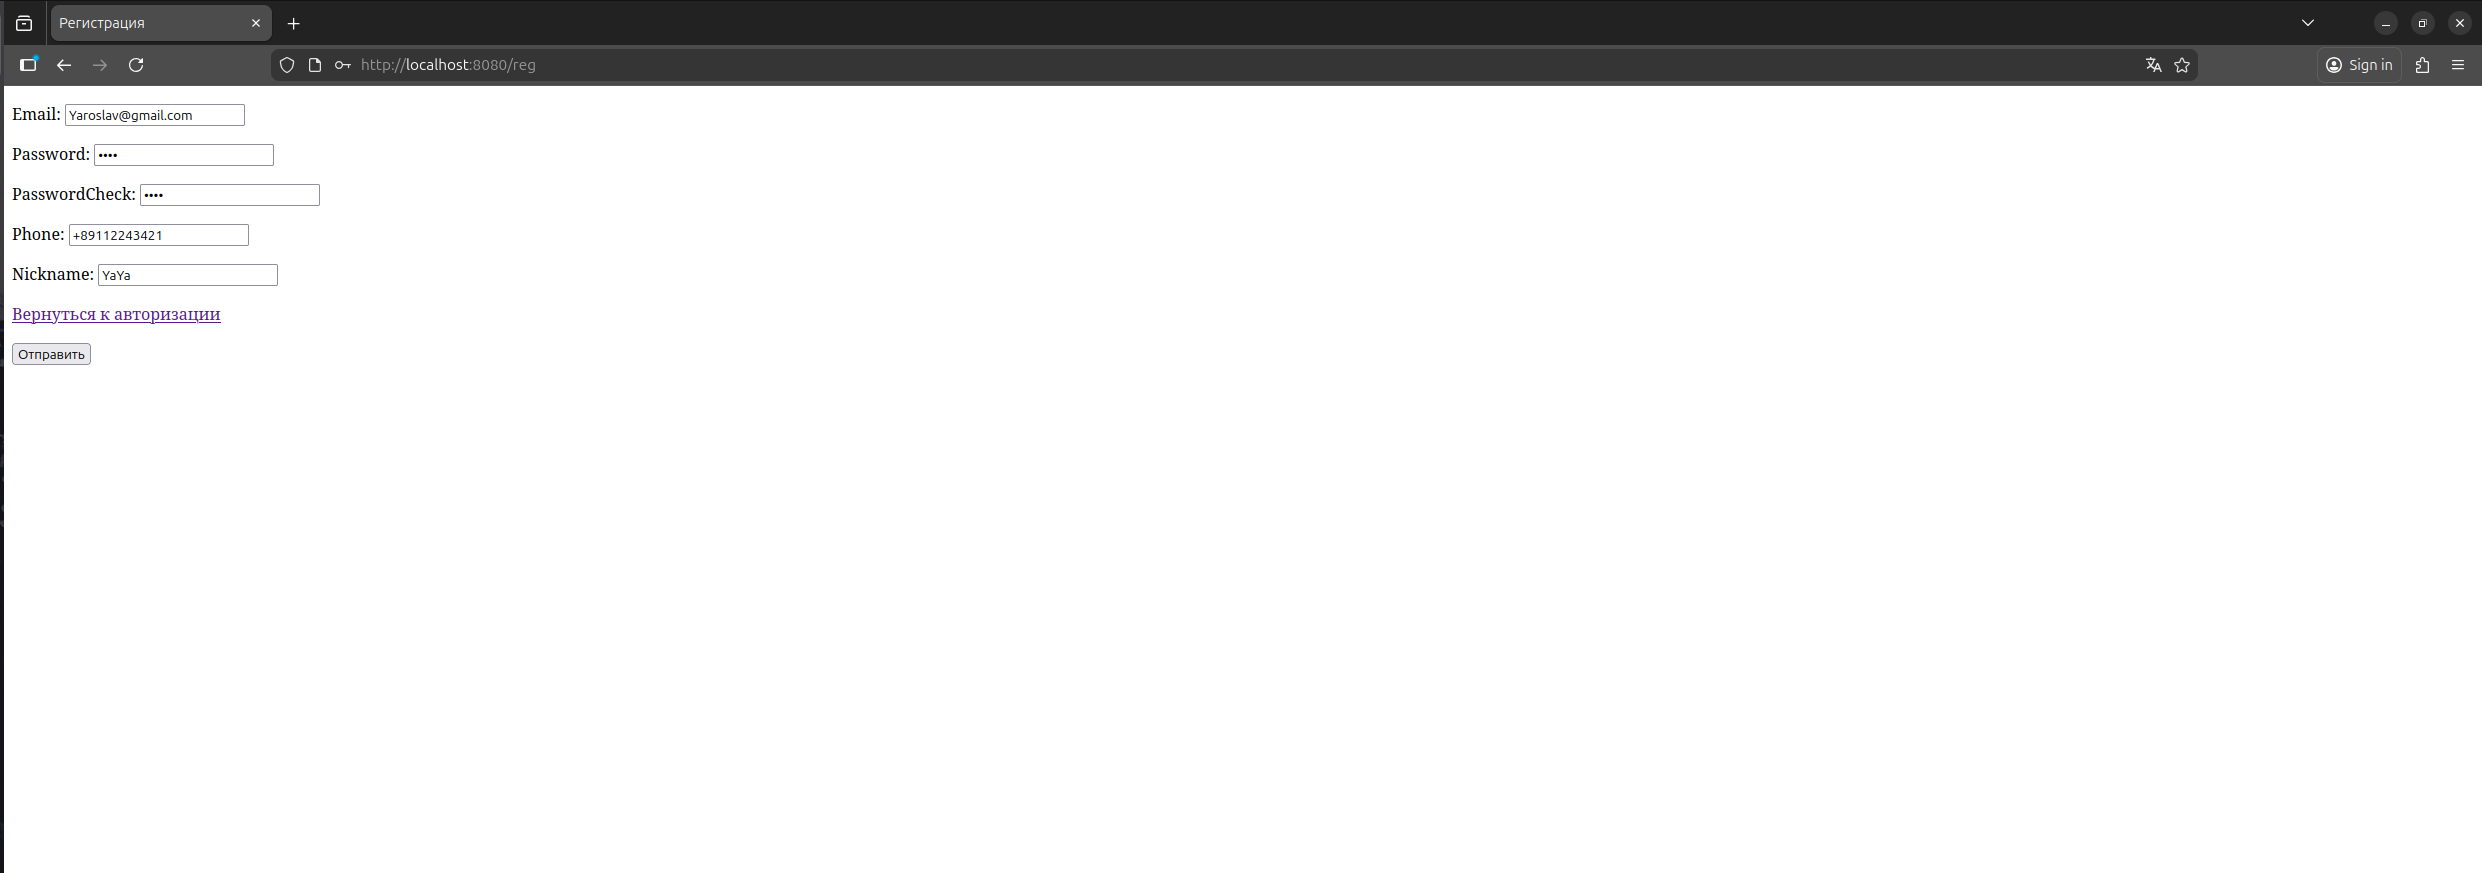 Регистрация
http://localhost:8080/reg
Sign in
Email: Yaroslav@gmail.com
Password: ••••
PasswordCheck: ••••
Phone: +89112243421
Nickname: YaYa
Вернуться к авторизации
Отправить